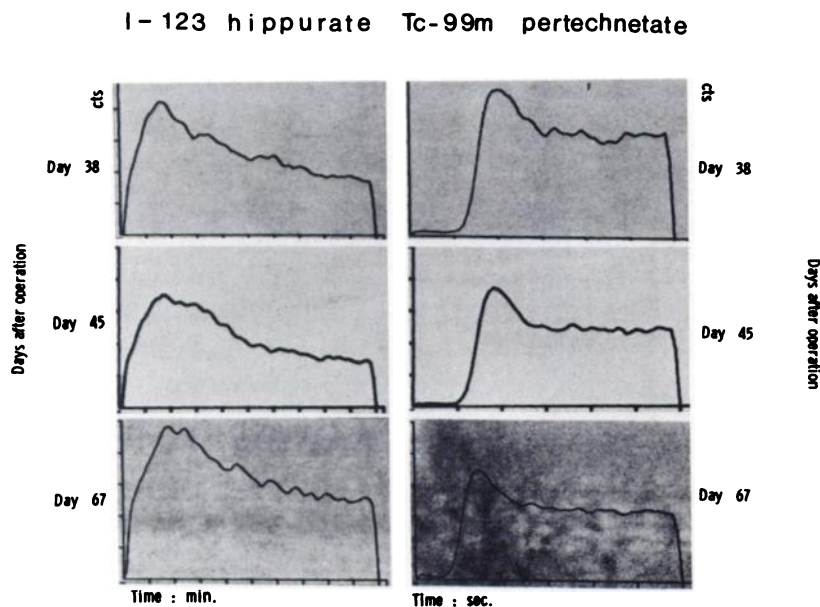 I-123 hippurate Tc-99m pertechnetate
cts
cts
Day 38
Day 38
Days after operation
Day 45
Day 45
Days after operation
Day 67
Day 67
Time : min.
Time : sec.